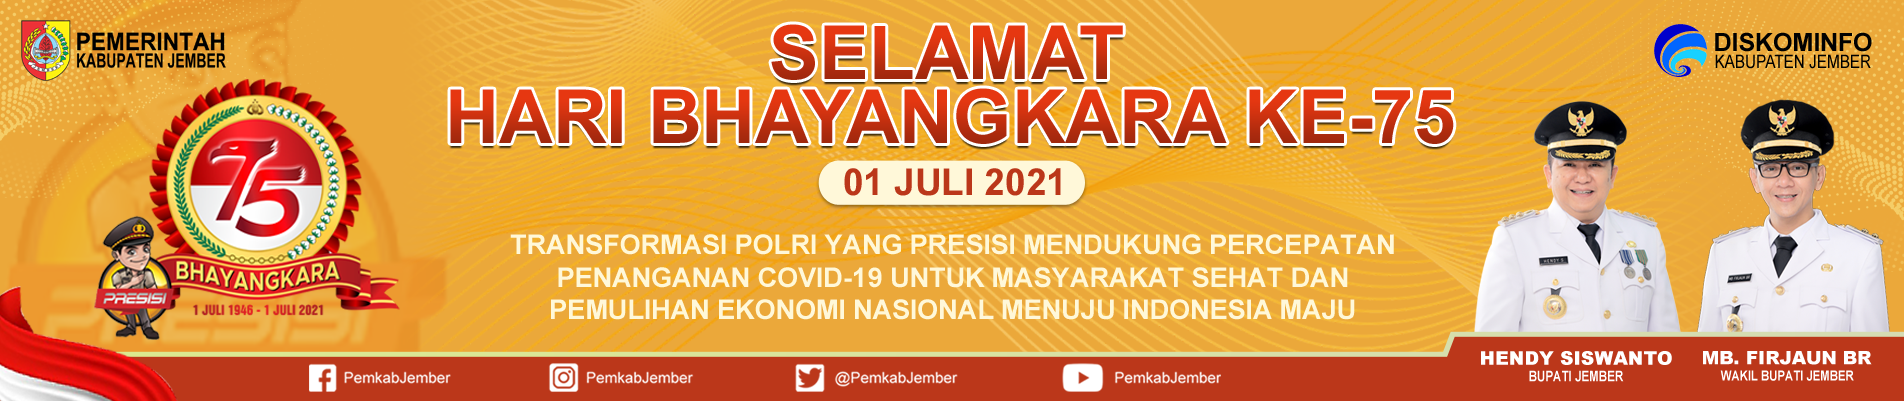 PEMERINTAH
KABUPATEN JEMBER
SELAMAT
HARI BHAYANGKARA KE-75
01 JULI 2021
TRANSFORMASI POLRI YANG PRESISI MENDUKUNG PERCEPATAN
PENANGANAN COVID-19 UNTUK MASYARAKAT SEHAT DAN
PEMULIHAN EKONOMI NASIONAL MENUJU INDONESIA MAJU
DISKOMINFO
KABUPATEN JEMBER
75
BHAYANGKARA
PRESISI
1 JULI 1946 - 1 JULI 2021
PRESISI
HENDY S.
HENDY SISWANTO
BUPATI JEMBER
MB. FIRJAUN BR
WAKIL BUPATI JEMBER
PemkabJember
PemkabJember
@PemkabJember
PemkabJember